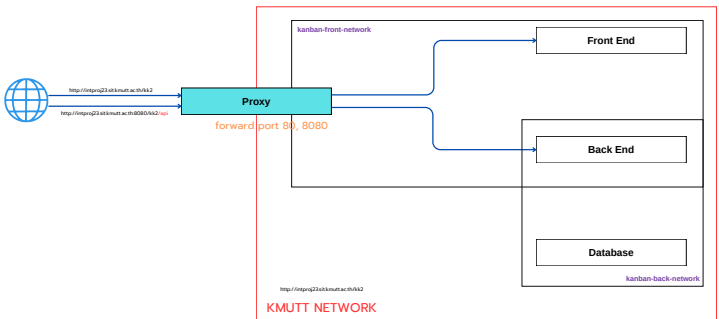 kanban-front-network
Front End
http://intproj23.sit.kmutt.ac.th/kk2
Proxy
http://intproj23.sit.kmutt.ac.th:8080/kk2/api
forward port 80, 8080
Back End
Database
kanban-back-network
http://intproj23.sit.kmutt.ac.th/kk2
KMUTT NETWORK